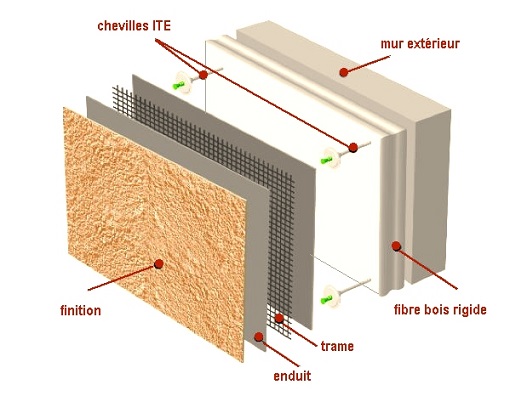 chevilles ITE
mur extérieur
finition
fibre bois rigide
trame
enduit